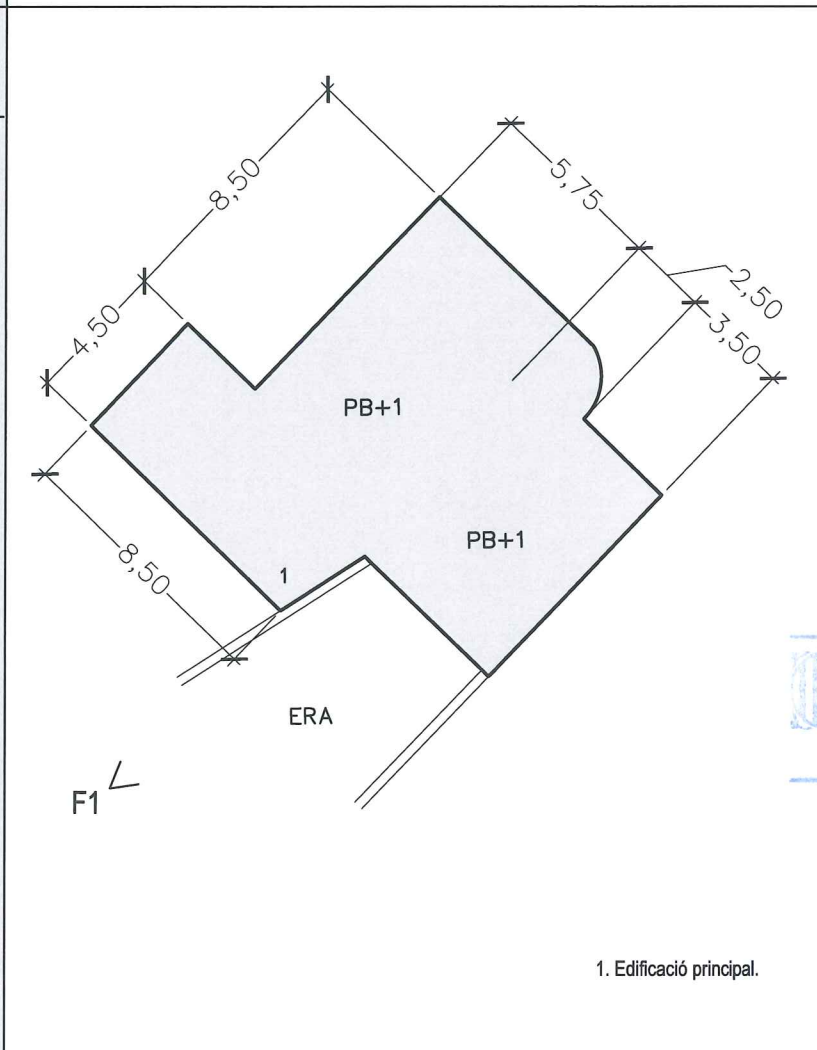 8,50
5,75
2,50
4,50
3,50
PB+1
PB+1
8,50
1
ERA
F1
1. Edificació principal.